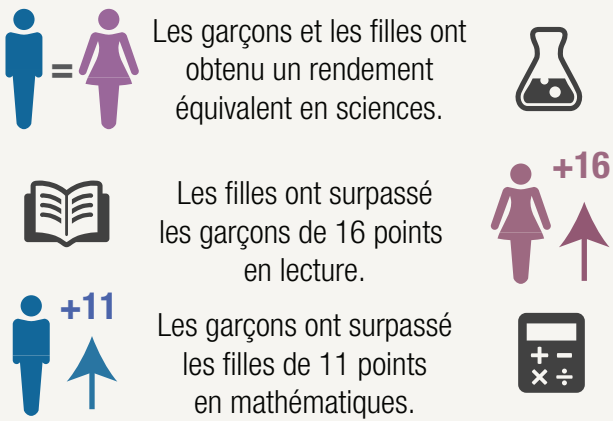 Les garçons et les filles ont
obtenu un rendement
équivalent en sciences.
+16
Les filles ont surpassé
les garçons de 16 points
en lecture.
+11
Les garçons ont surpassé
les filles de 11 points
en mathématiques.